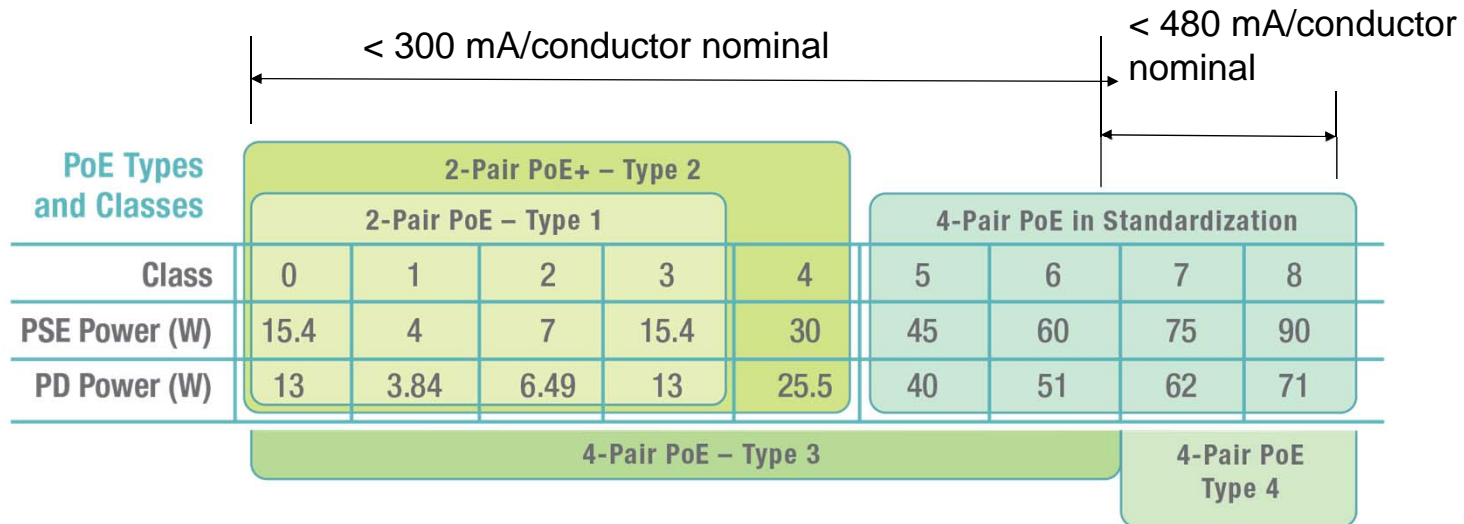 < 300 mA/conductor nominal
< 480 mA/conductor
nominal
PoE Types
and Classes
2-Pair PoE+ – Type 2
2-Pair PoE – Type 1
4-Pair PoE in Standardization
Class 0 1 2 3 4 5 6 7 8
PSE Power (W) 15.4 4 7 15.4 30 45 60 75 90
PD Power (W) 13 3.84 6.49 13 25.5 40 51 62 71
4-Pair PoE – Type 3
4-Pair PoE
Type 4